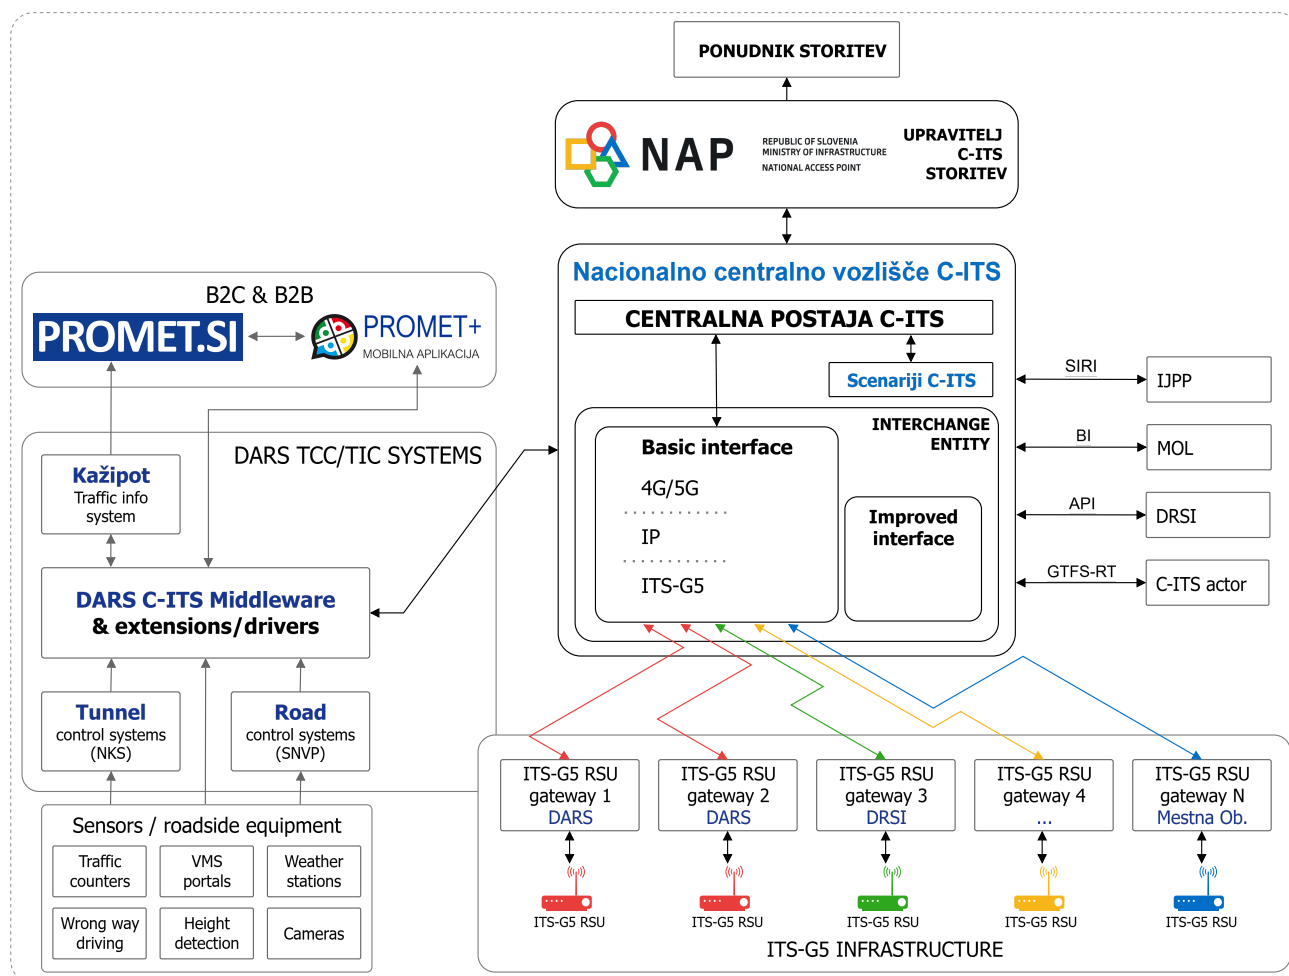 PONUDNIK STORITEV
NAP
REPUBLIC OF SLOVENIA
MINISTRY OF INFRASTRUCTURE
NATIONAL ACCESS POINT
UPRAVITELJ
C-ITS
STORITEV
Nacionalno centralno vozlišče C-ITS
CENTRALNA POSTAJA C-ITS
Scenariji C-ITS
INTERCHANGE
ENTITY
Basic interface
4G/5G
IP
ITS-G5
Improved
interface
SIRI
IJPP
BI
MOL
API
DRSI
GTFS-RT
C-ITS actor
B2C & B2B
PROMET.SI
PROMET+
MOBILNA APLIKACIJA
DARS TCC/TIC SYSTEMS
Kažipot
Traffic info
system
DARS C-ITS Middleware
& extensions/drivers
Tunnel
control systems
(NKS)
Road
control systems
(SNVP)
Sensors / roadside equipment
Traffic
counters
VMS
portals
Weather
stations
Wrong way
driving
Height
detection
Cameras
ITS-G5 RSU
gateway 1
DARS
ITS-G5 RSU
gateway 2
DARS
ITS-G5 RSU
gateway 3
DRSI
ITS-G5 RSU
gateway 4
...
ITS-G5 RSU
gateway N
Mestna Ob.
ITS-G5 RSU
ITS-G5 RSU
ITS-G5 RSU
ITS-G5 RSU
ITS-G5 RSU
ITS-G5 INFRASTRUCTURE